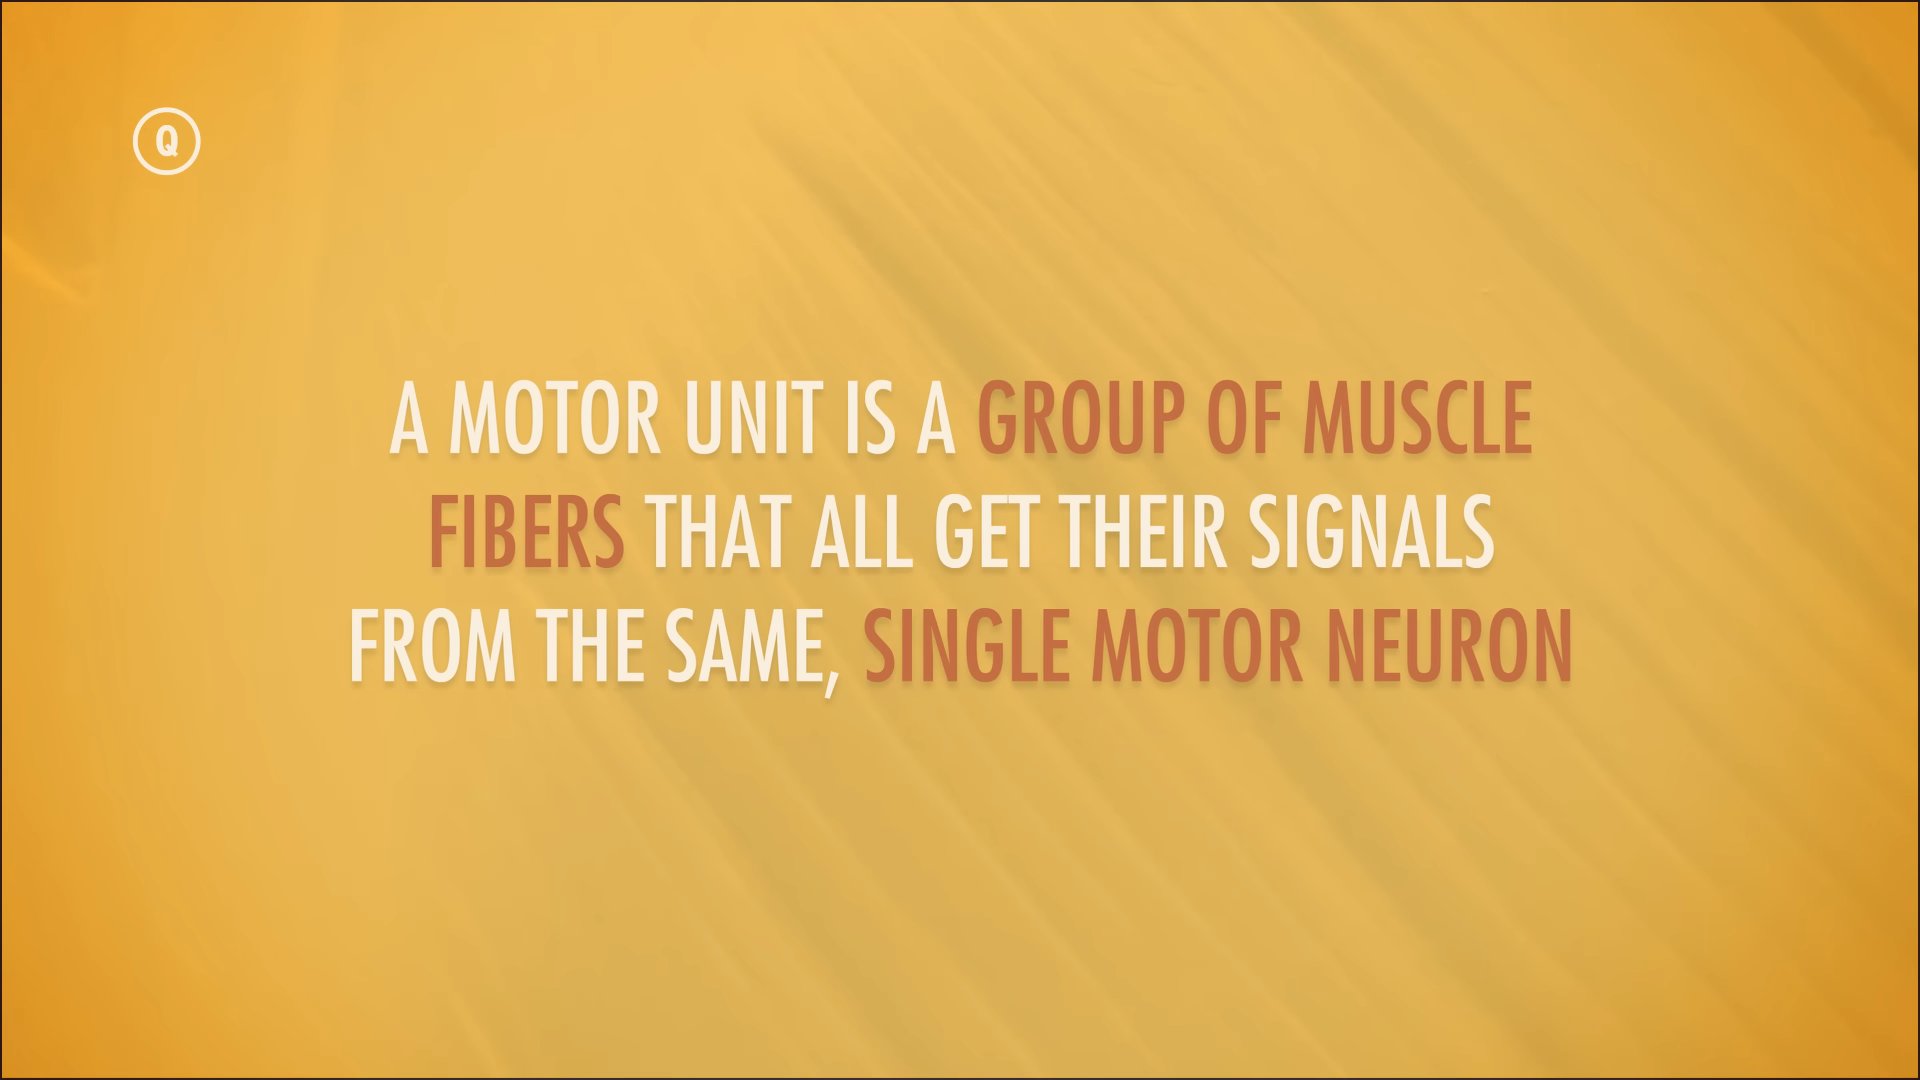 Q
A MOTOR UNIT IS A GROUP OF MUSCLE
FIBERS THAT ALL GET THEIR SIGNALS
FROM THE SAME, SINGLE MOTOR NEURON